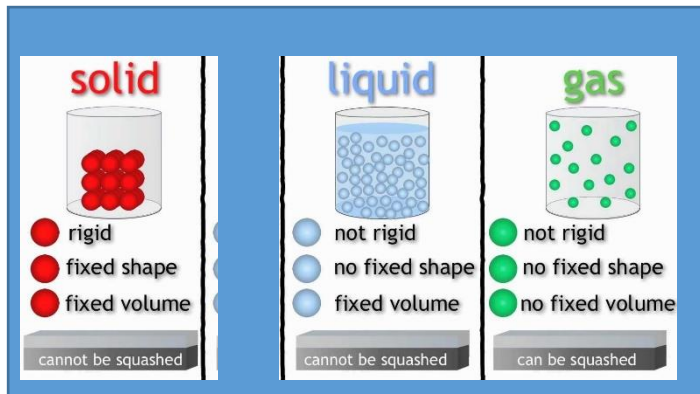 solid
rigid
fixed shape
fixed volume
cannot be squashed
liquid
not rigid
no fixed shape
fixed volume
cannot be squashed
gas
not rigid
no fixed shape
no fixed volume
can be squashed